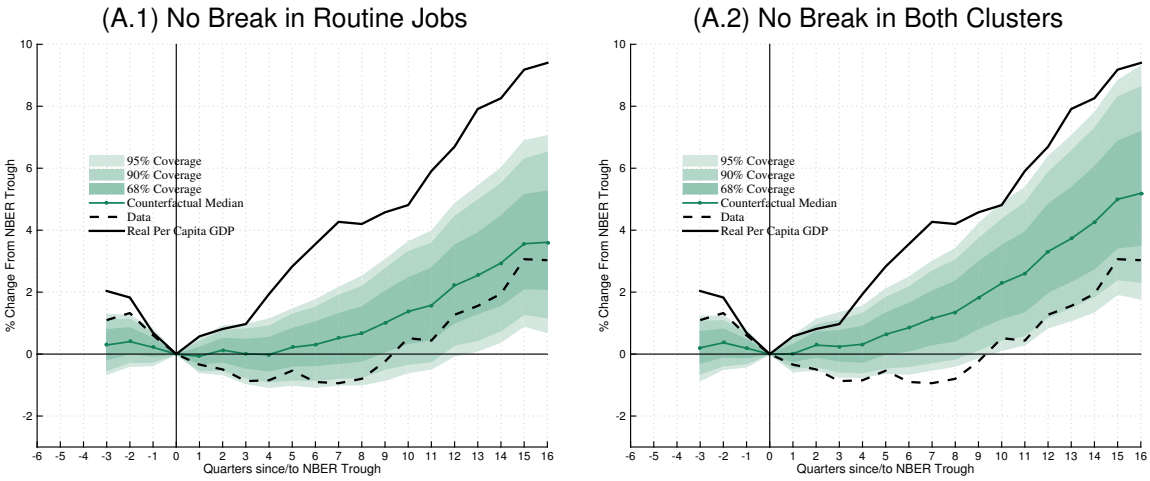 (A.1) No Break in Routine Jobs
10
8
6
4
2
0
-2
% Change From NBER Trough
95% Coverage
90% Coverage
68% Coverage
Counterfactual Median
Data
Real Per Capita GDP
-6 -5 -4 -3 -2 -1 0 1 2 3 4 5 6 7 8 9 10 11 12 13 14 15 16
Quarters since/to NBER Trough
(A.2) No Break in Both Clusters
10
8
6
4
2
0
-2
% Change From NBER Trough
95% Coverage
90% Coverage
68% Coverage
Counterfactual Median
Data
Real Per Capita GDP
-6 -5 -4 -3 -2 -1 0 1 2 3 4 5 6 7 8 9 10 11 12 13 14 15 16
Quarters since/to NBER Trough